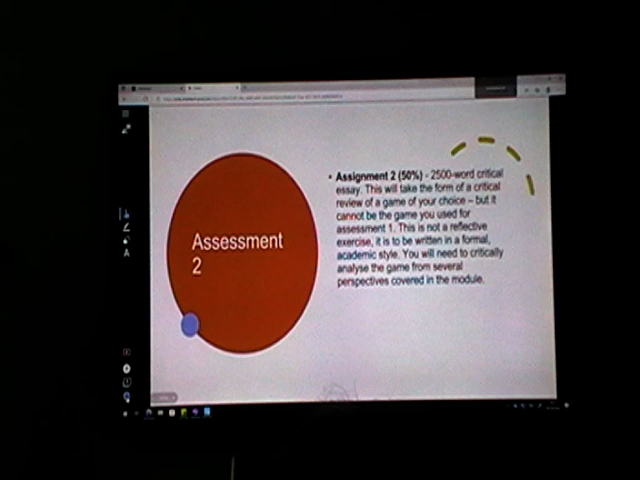 Assessment
2
• Assignment 2 (50%) - 2500-word critical
essay. This will take the form of a critical
review of a game of your choice – but it
cannot be the game you used for
assessment 1. This is not a reflective
exercise, it is to be written in a formal,
academic style. You will need to critically
analyse the game from several
perspectives covered in the module.